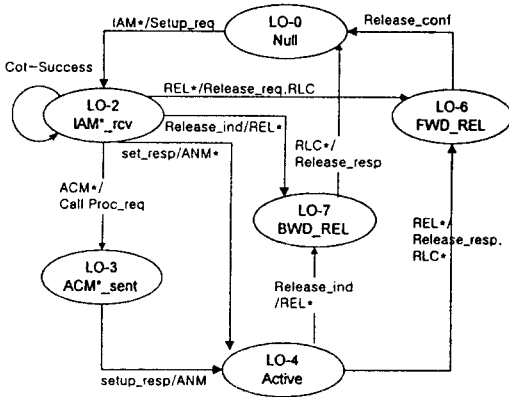 IAM*/Setup_req
LO-0
Null
Release_conf
Cot-Success
LO-2
IAM*_rcv
REL*/Release_req.RLC
LO-6
FWD_REL
Release_ind/REL*
set_resp/ANM*
RLC*/
Release_resp
ACM*/
Call Proc_req
LO-7
BWD_REL
REL*/
Release_resp.
RLC*
LO-3
ACM*_sent
Release_ind
/REL*
setup_resp/ANM
LO-4
Active